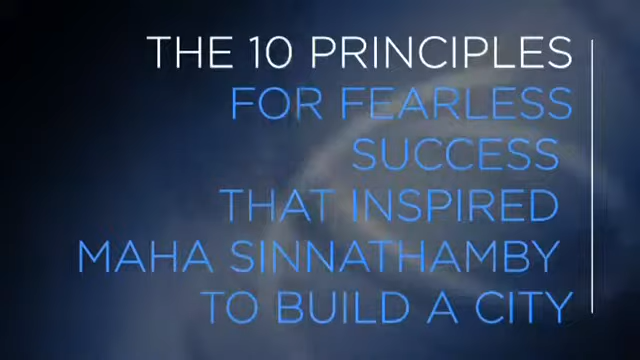 THE 10 PRINCIPLES
FOR FEARLESS
SUCCESS
THAT INSPIRED
MAHA SINNATHAMBY
TO BUILD A CITY